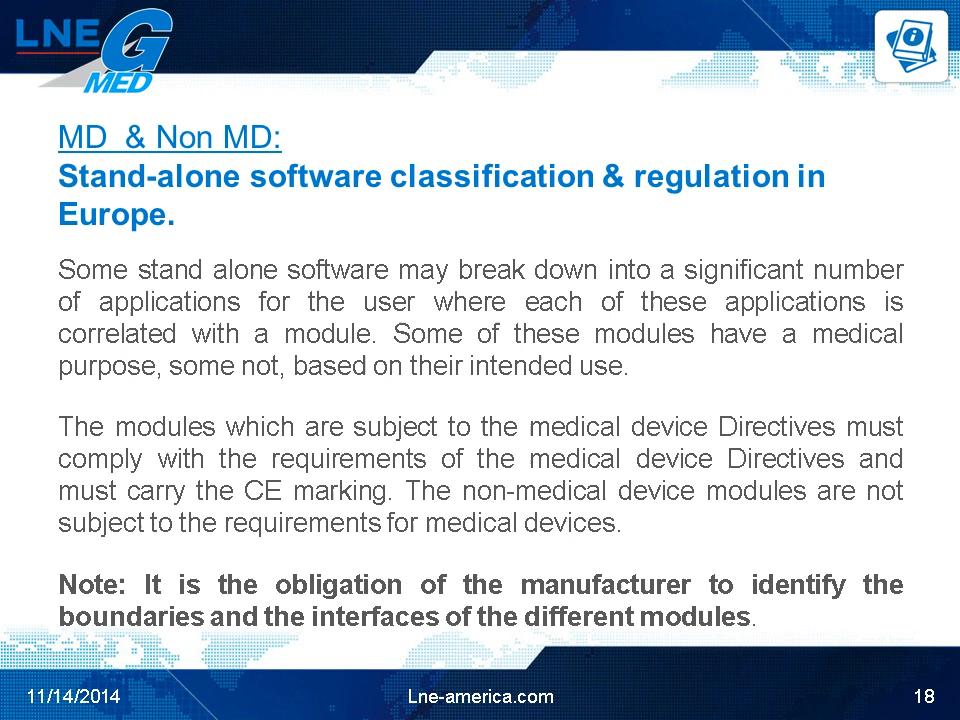 LNE G
MED
MD & Non MD:
Stand-alone software classification & regulation in
Europe.
Some stand alone software may break down into a significant number
of applications for the user where each of these applications is
correlated with a module. Some of these modules have a medical
purpose, some not, based on their intended use.
The modules which are subject to the medical device Directives must
comply with the requirements of the medical device Directives and
must carry the CE marking. The non-medical device modules are not
subject to the requirements for medical devices.
Note: It is the obligation of the manufacturer to identify the
boundaries and the interfaces of the different modules.
11/14/2014
Lne-america.com
18